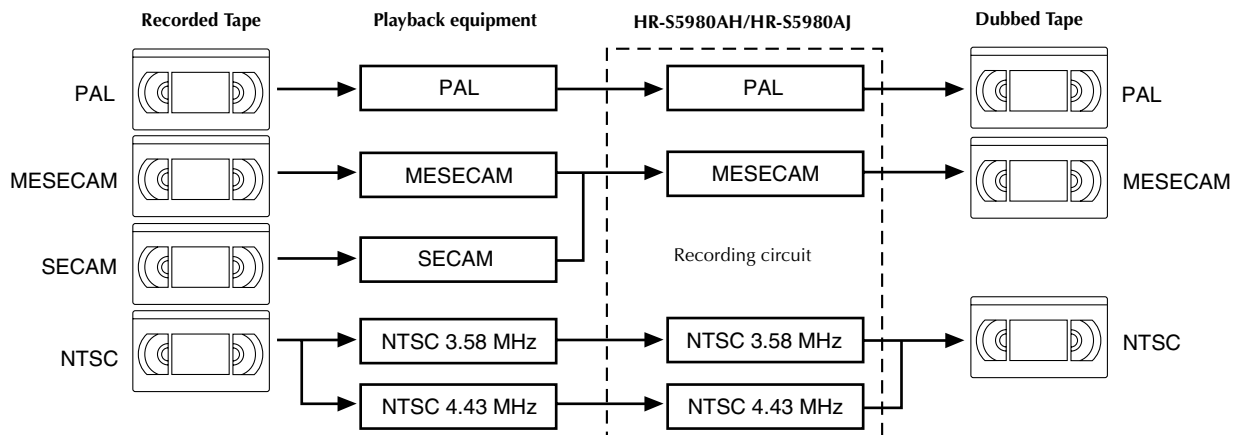 Recorded Tape
Playback equipment
HR-S5980AH/HR-S5980AJ
Dubbed Tape
PAL
PAL
PAL
PAL
MESECAM
MESECAM
MESECAM
MESECAM
SECAM
SECAM
Recording circuit
NTSC
NTSC 3.58 MHz
NTSC 3.58 MHz
NTSC
NTSC 4.43 MHz
NTSC 4.43 MHz